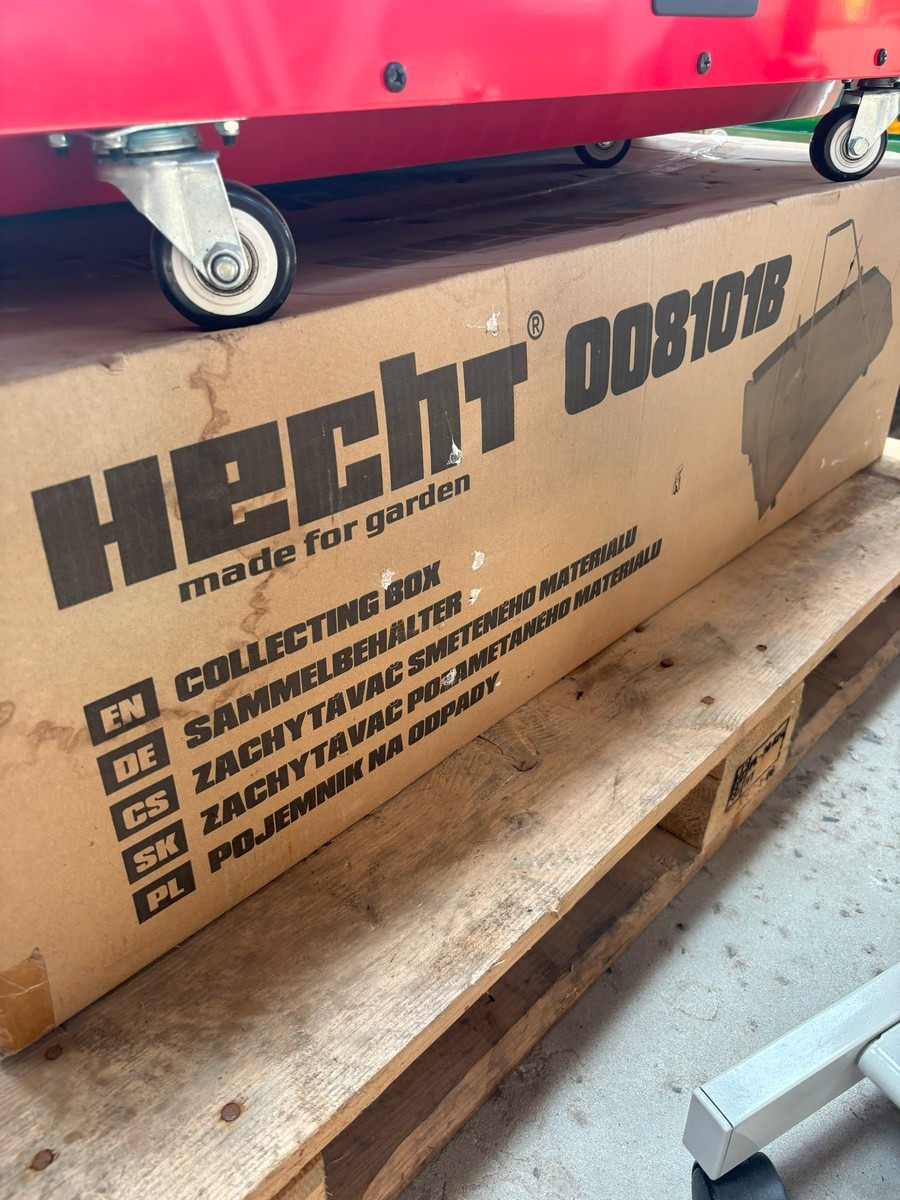 HECHT® 008101B
made for garden
EN COLLECTING BOX
DE SAMMELBEHÄLTER
CS ZACHYTÁVAČ SMETENÉHO MATERIÁLU
SK ZACHYTÁVAČ POZAMETANÉHO MATERIÁLU
PL POJEMNIK NA ODPADY